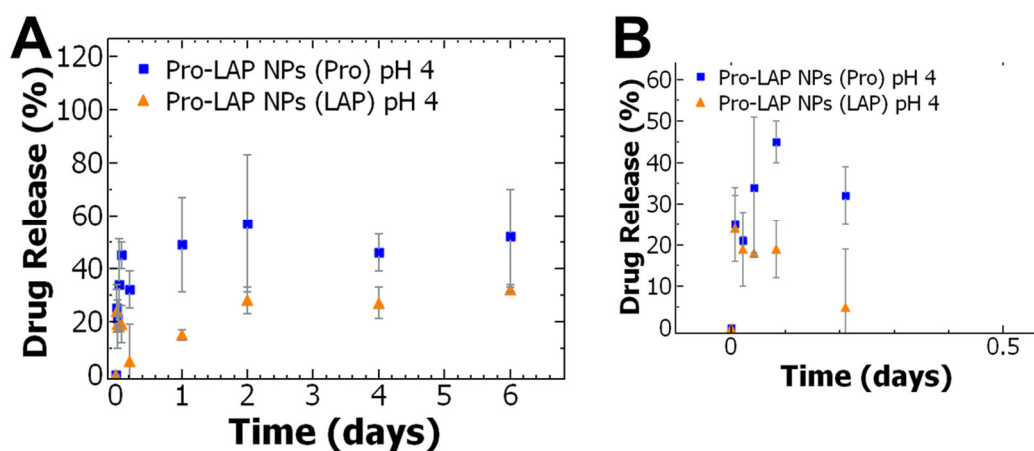 A
120
100
80
60
40
20
0
Drug Release (%)
Pro-LAP NPs (Pro) pH 4
Pro-LAP NPs (LAP) pH 4
0 1 2 3 4 5 6
Time (days)
B
60
50
40
30
20
10
0
Drug Release (%)
Pro-LAP NPs (Pro) pH 4
Pro-LAP NPs (LAP) pH 4
0 0.5
Time (days)